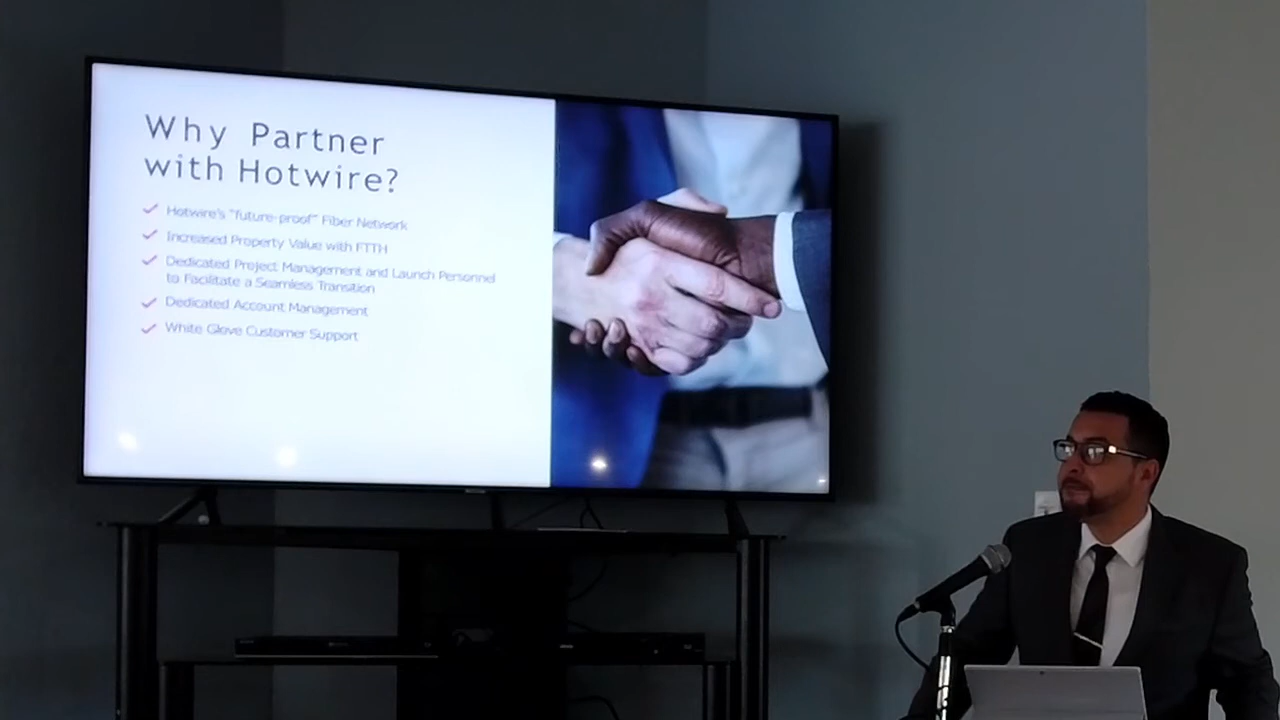 Why Partner
with Hotwire?
Hotwire's "future-proof" Fiber Network
Increased Property Value with FTTH
Dedicated Project Management and Launch Personnel
to Facilitate a Seamless Transition
Dedicated Account Management
White Glove Customer Support